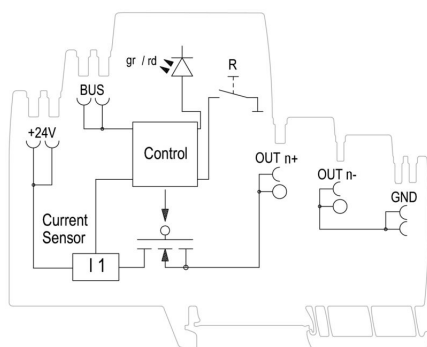 gr / rd
R
BUS
+24V
Control
OUT n+
OUT n-
GND
Current
Sensor
I 1